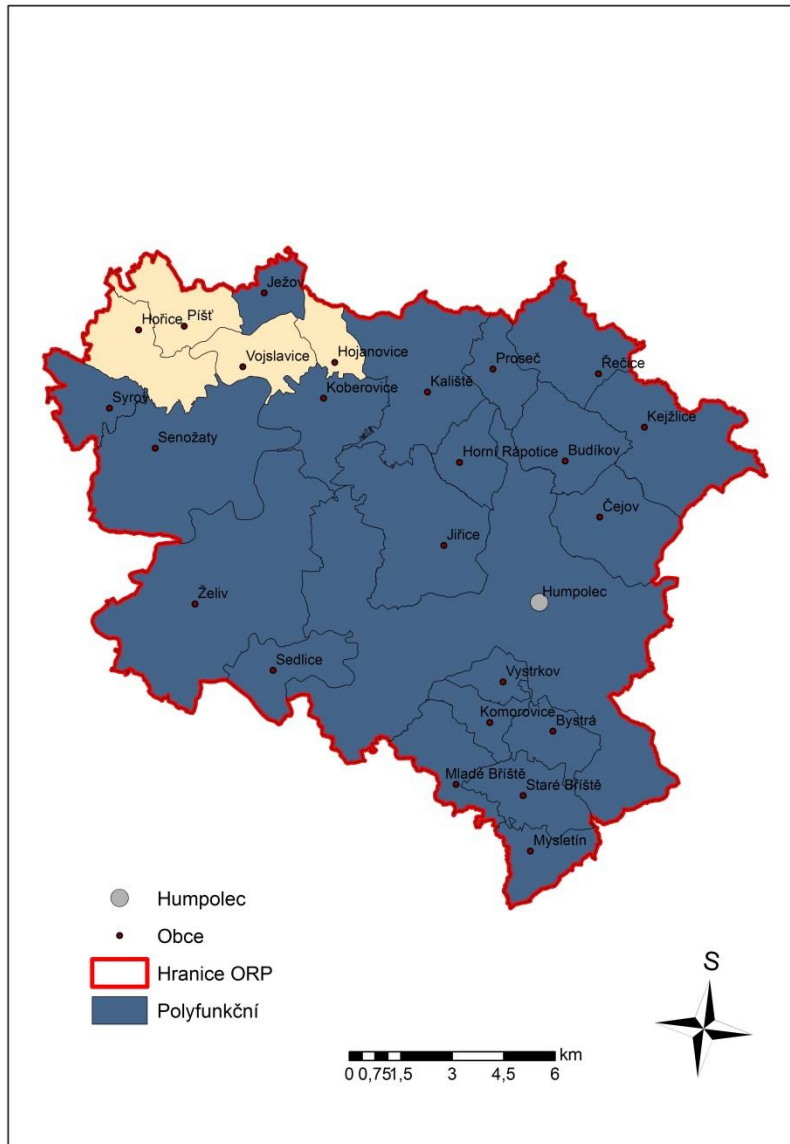 Ježov
Píšť
Hořice
Vojslavice
Hojanovice
Proseč
Řečice
Kaliště
Koberovice
Syrov
Kejžlice
Senožaty
Horní Rápotice
Budíkov
Čejov
Jiřice
Želiv
Humpolec
Sedlice
Vystrkov
Komorovice
Bystrá
Mladé Bříště
Staré Bříště
Mysletín
Humpolec
Obce
Hranice ORP
Polyfunkční
S
km
0 0,75 1,5 3 4,5 6